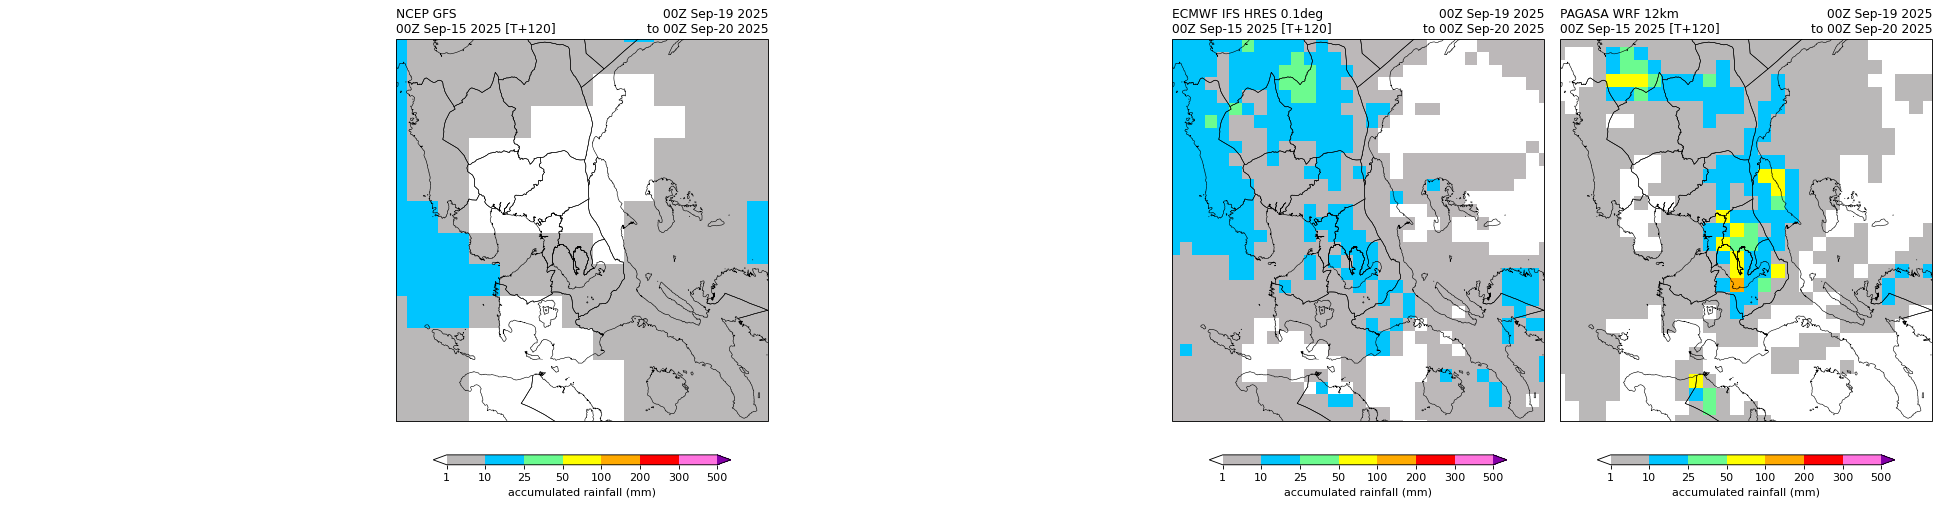 NCEP GFS 00Z Sep-19 2025
00Z Sep-15 2025 [T+120] to 00Z Sep-20 2025
1 10 25 50 100 200 300 500
accumulated rainfall (mm)
ECMWF IFS HRES 0.1deg 00Z Sep-19 2025
00Z Sep-15 2025 [T+120] to 00Z Sep-20 2025
1 10 25 50 100 200 300 500
accumulated rainfall (mm)
PAGASA WRF 12km 00Z Sep-19 2025
00Z Sep-15 2025 [T+120] to 00Z Sep-20 2025
1 10 25 50 100 200 300 500
accumulated rainfall (mm)